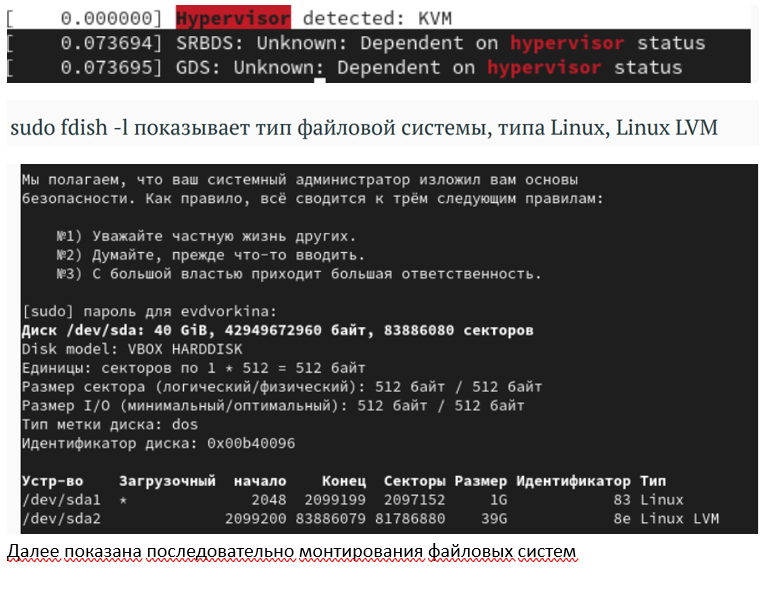 [    0.000000] Hypervisor detected: KVM
[    0.073694] SRBDS: Unknown: Dependent on hypervisor status
[    0.073695] GDS: Unknown: Dependent on hypervisor status
sudo fdish -l показывает тип файловой системы, типа Linux, Linux LVM
Мы полагаем, что ваш системный администратор изложил вам основы
безопасности. Как правило, всё сводится к трём следующим правилам:
№1) Уважайте частную жизнь других.
№2) Думайте, прежде что-то вводить.
№3) С большой властью приходит большая ответственность.
[sudo] пароль для evdvorkina:
Диск /dev/sda: 40 GiB, 42949672960 байт, 83886080 секторов
Disk model: VBOX HARDDISK
Единицы: секторов по 1 * 512 = 512 байт
Размер сектора (логический/физический): 512 байт / 512 байт
Размер I/O (минимальный/оптимальный): 512 байт / 512 байт
Тип метки диска: dos
Идентификатор диска: 0x00b40096
Устр-во    Загрузочный  начало    Конец  Секторы Размер Идентификатор Тип
/dev/sda1  *              2048  2099199  2097152     1G            83 Linux
/dev/sda2              2099200 83886079 81786880    39G            8e Linux LVM
Далее показана последовательно монтирования файловых систем